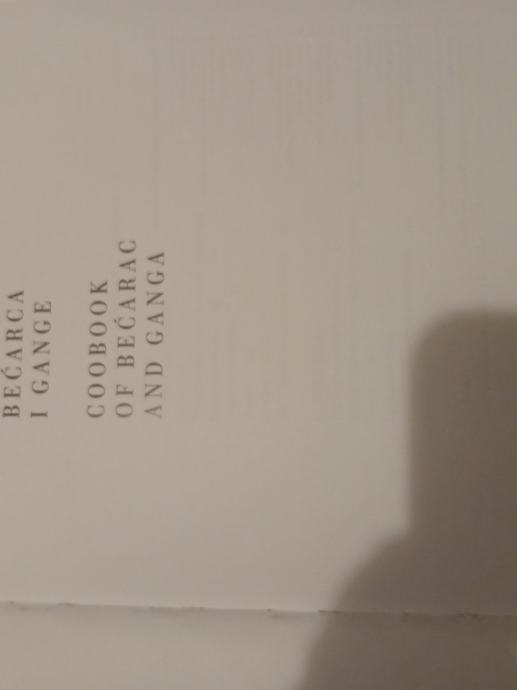 BEĆARCA
I GANGE
COOBOOK
OF BEĆARAC
AND GANGA